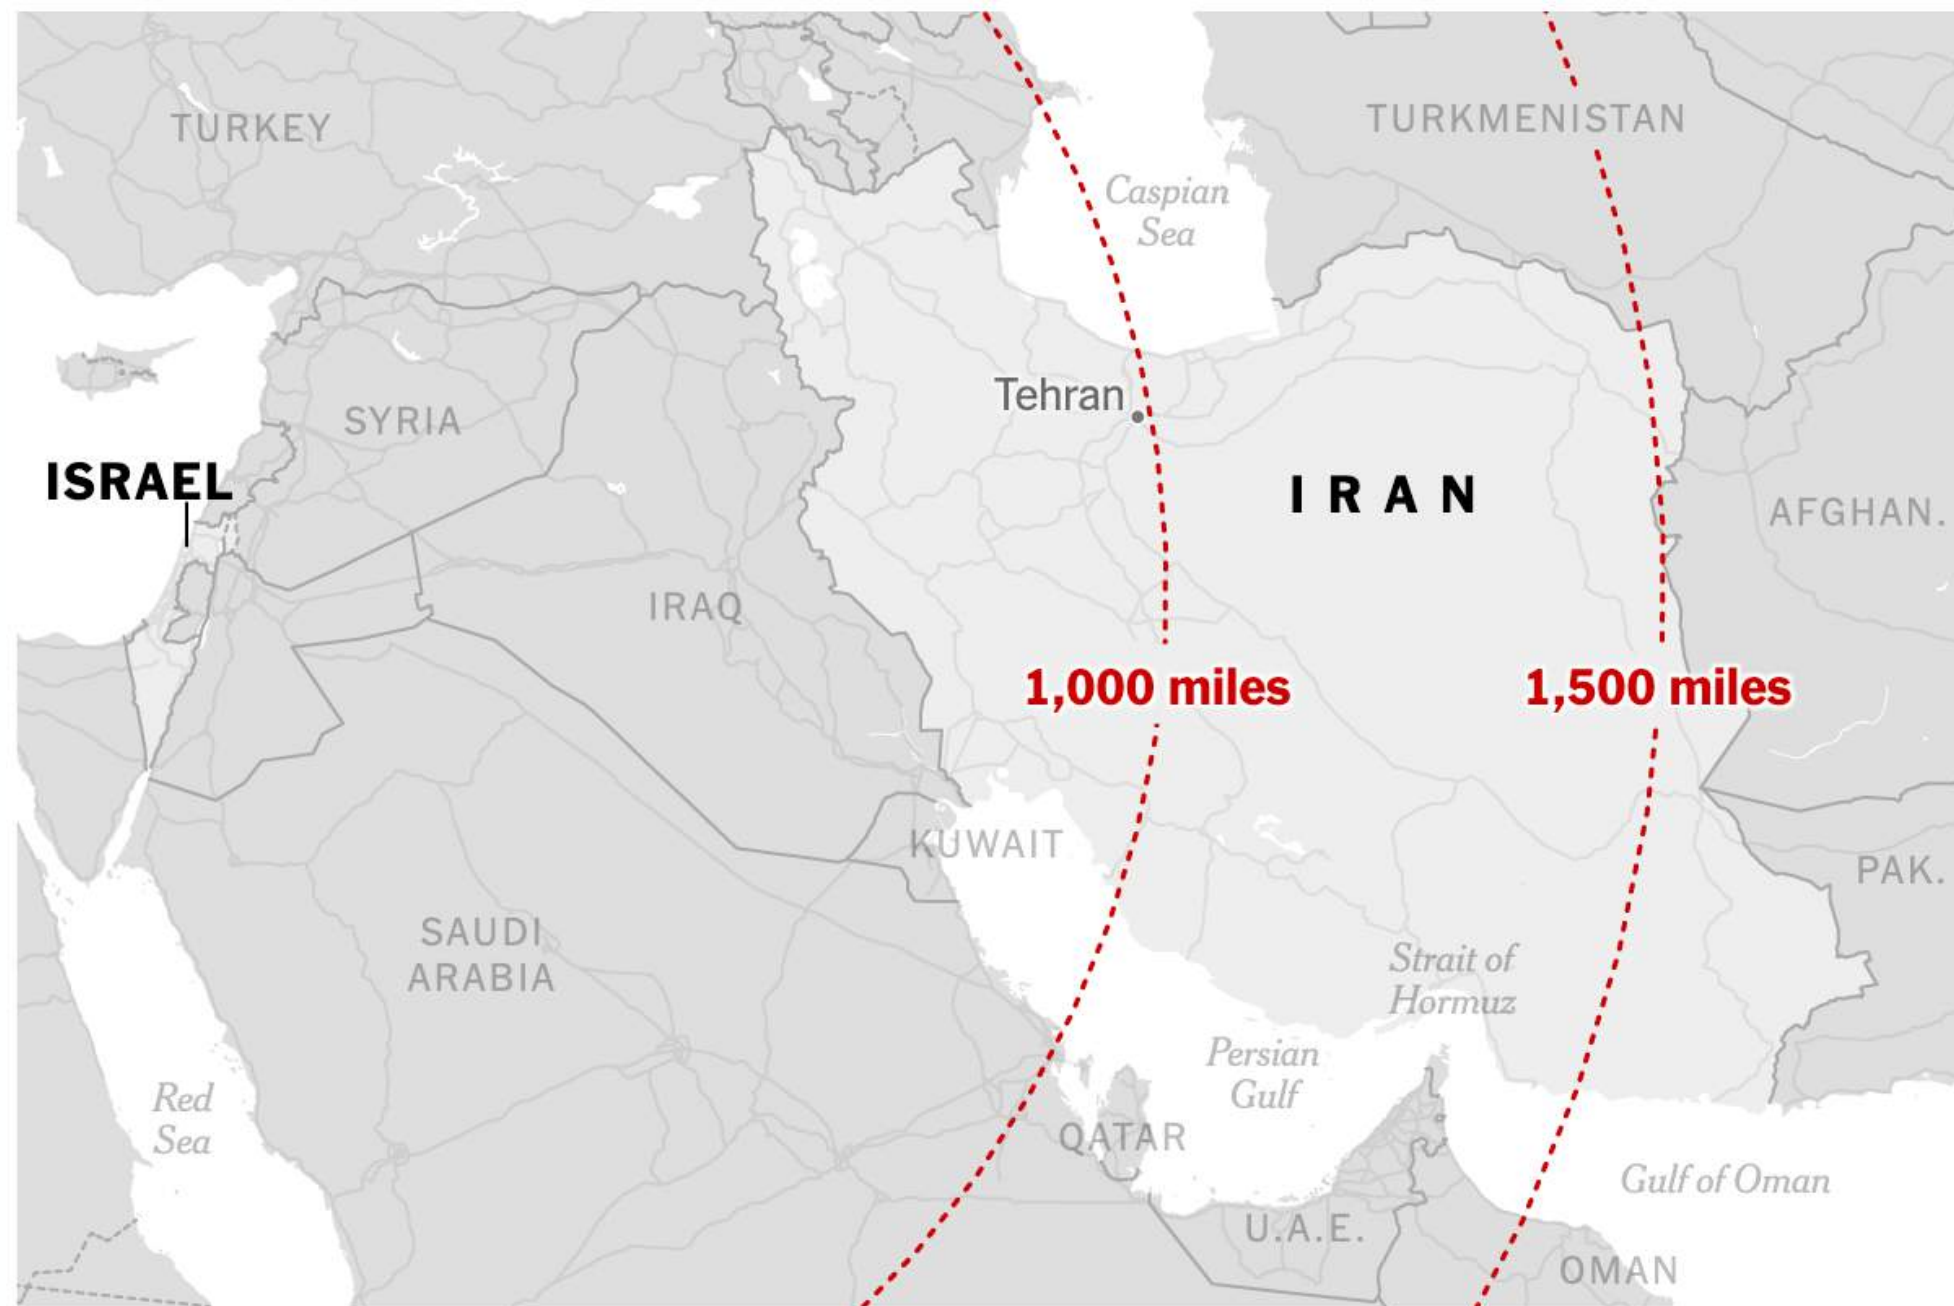 TURKEY
TURKMENISTAN
Caspian
Sea
Tehran
SYRIA
ISRAEL
IRAN
AFGHAN.
IRAQ
1,000 miles
1,500 miles
KUWAIT
PAK.
SAUDI
ARABIA
Strait of
Hormuz
Persian
Gulf
Red
Sea
QATAR
Gulf of Oman
U.A.E.
OMAN